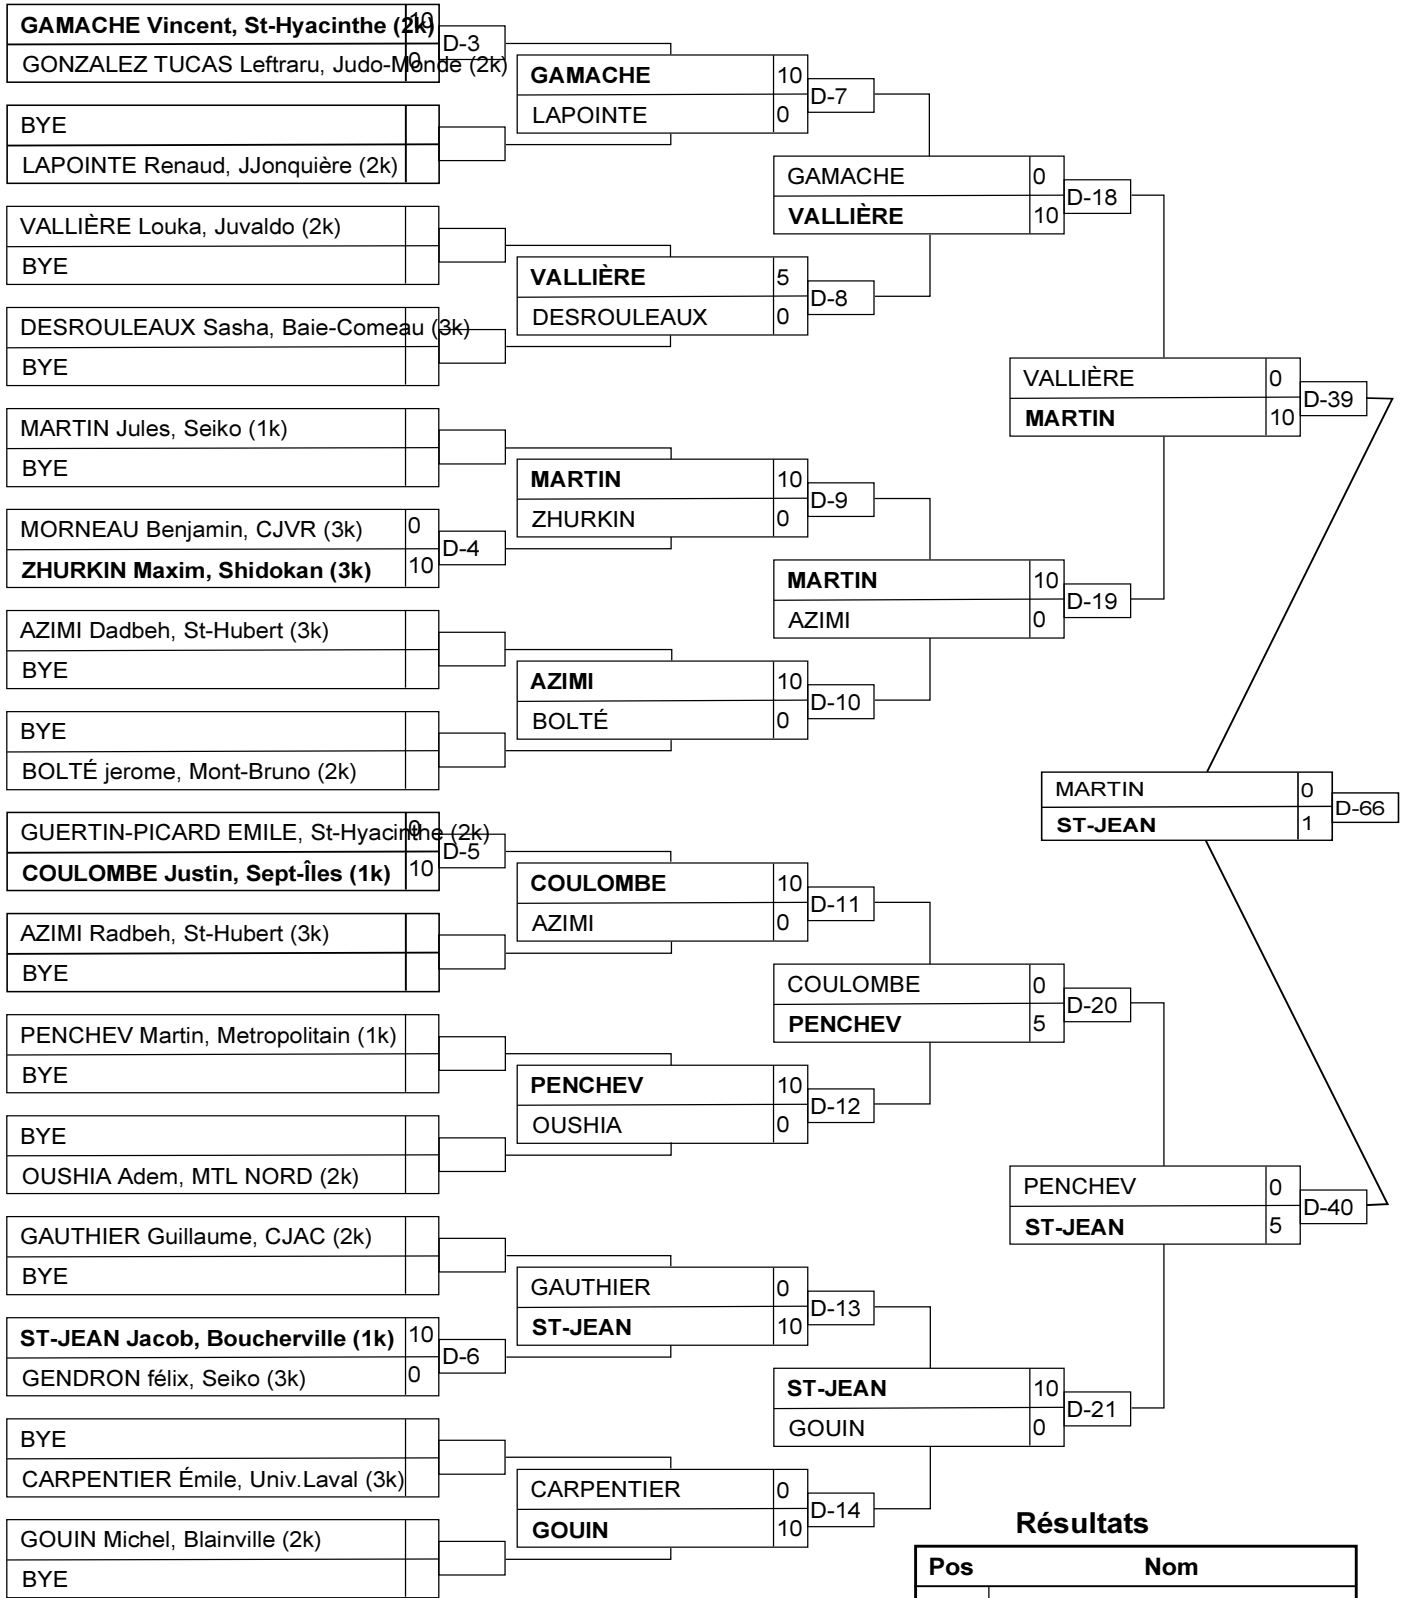 GAMACHE Vincent, St-Hyacinthe (2k) 10
GONZALEZ TUCAS Leftraru, Judo-Monde (2k) 0
D-3
BYE
LAPOINTE Renaud, JJonquière (2k)
VALLIÈRE Louka, Juvaldo (2k)
BYE
DESROULEAUX Sasha, Baie-Comeau (3k)
BYE
MARTIN Jules, Seiko (1k)
BYE
MORNEAU Benjamin, CJVR (3k) 0
ZHURKIN Maxim, Shidokan (3k) 10
D-4
AZIMI Dadbeh, St-Hubert (3k)
BYE
BYE
BOLTÉ jerome, Mont-Bruno (2k)
GUERTIN-PICARD EMILE, St-Hyacinthe (2k) 0
COULOMBE Justin, Sept-Îles (1k) 10
D-5
AZIMI Radbeh, St-Hubert (3k)
BYE
PENCHEV Martin, Metropolitain (1k)
BYE
BYE
OUSHIA Adem, MTL NORD (2k)
GAUTHIER Guillaume, CJAC (2k)
BYE
ST-JEAN Jacob, Boucherville (1k) 10
GENDRON félix, Seiko (3k) 0
D-6
BYE
CARPENTIER Émile, Univ.Laval (3k)
GOUIN Michel, Blainville (2k)
BYE
GAMACHE 10
LAPOINTE 0
D-7
VALLIÈRE 5
DESROULEAUX 0
D-8
MARTIN 10
ZHURKIN 0
D-9
AZIMI 10
BOLTÉ 0
D-10
COULOMBE 10
AZIMI 0
D-11
PENCHEV 10
OUSHIA 0
D-12
GAUTHIER 0
ST-JEAN 10
D-13
CARPENTIER 0
GOUIN 10
D-14
GAMACHE 0
VALLIÈRE 10
D-18
MARTIN 10
AZIMI 0
D-19
COULOMBE 0
PENCHEV 5
D-20
ST-JEAN 10
GOUIN 0
D-21
VALLIÈRE 0
MARTIN 10
D-39
PENCHEV 0
ST-JEAN 5
D-40
MARTIN 0
ST-JEAN 1
D-66
Résultats
Pos Nom